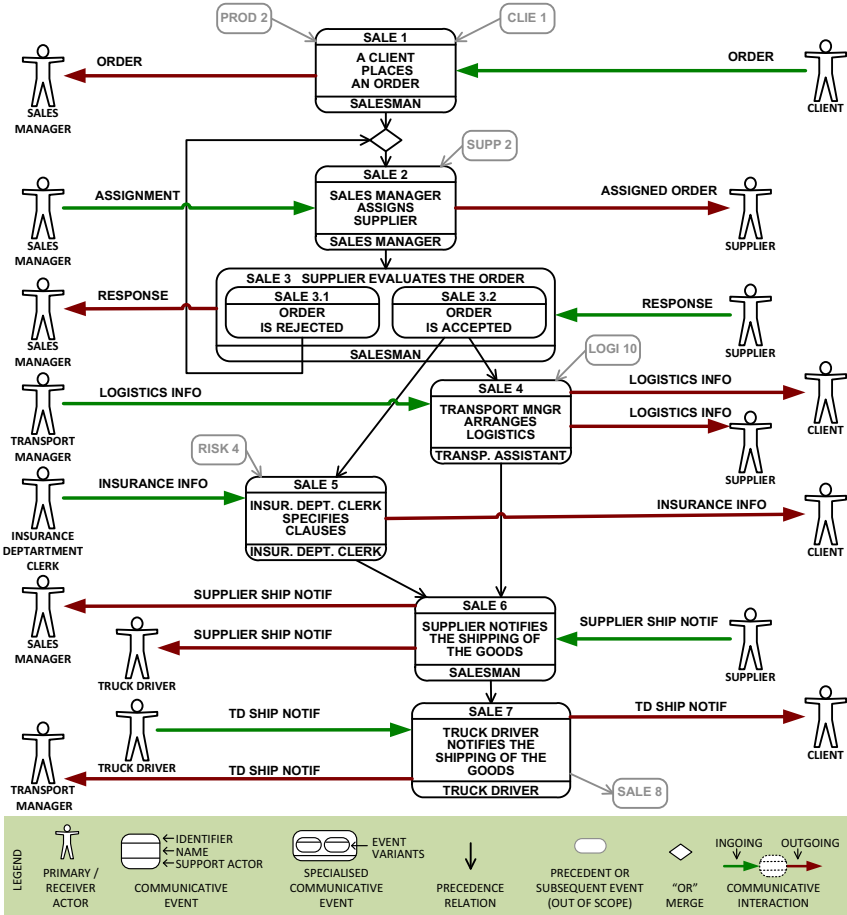 PROD 2
CLIE 1
SALE 1
A CLIENT
PLACES
AN ORDER
SALESMAN
ORDER
ORDER
SALES
MANAGER
CLIENT
SUPP 2
SALE 2
SALES MANAGER
ASSIGNS
SUPPLIER
SALES MANAGER
ASSIGNMENT
ASSIGNED ORDER
SALES
MANAGER
SUPPLIER
SALE 3 SUPPLIER EVALUATES THE ORDER
SALE 3.1
ORDER
IS REJECTED
SALE 3.2
ORDER
IS ACCEPTED
SALESMAN
RESPONSE
RESPONSE
SALES
MANAGER
SUPPLIER
LOGI 10
SALE 4
TRANSPORT MNGR
ARRANGES
LOGISTICS
TRANSP. ASSISTANT
LOGISTICS INFO
LOGISTICS INFO
LOGISTICS INFO
TRANSPORT
MANAGER
CLIENT
SUPPLIER
RISK 4
SALE 5
INSUR. DEPT. CLERK
SPECIFIES
CLAUSES
INSUR. DEPT. CLERK
INSURANCE INFO
INSURANCE INFO
INSURANCE
DEPTARTMENT
CLERK
CLIENT
SALE 6
SUPPLIER NOTIFIES
THE SHIPPING OF
THE GOODS
SALESMAN
SUPPLIER SHIP NOTIF
SUPPLIER SHIP NOTIF
SUPPLIER SHIP NOTIF
SALES
MANAGER
TRUCK DRIVER
SUPPLIER
SALE 7
TRUCK DRIVER
NOTIFIES THE
SHIPPING OF THE
GOODS
TRUCK DRIVER
TD SHIP NOTIF
TD SHIP NOTIF
TD SHIP NOTIF
TRUCK DRIVER
TRANSPORT
MANAGER
CLIENT
SALE 8
LEGEND
PRIMARY /
RECEIVER
ACTOR
IDENTIFIER
NAME
SUPPORT ACTOR
COMMUNICATIVE
EVENT
EVENT
VARIANTS
SPECIALISED
COMMUNICATIVE
EVENT
PRECEDENCE
RELATION
PRECEDENT OR
SUBSEQUENT EVENT
(OUT OF SCOPE)
“OR”
MERGE
INGOING
OUTGOING
COMMUNICATIVE
INTERACTION